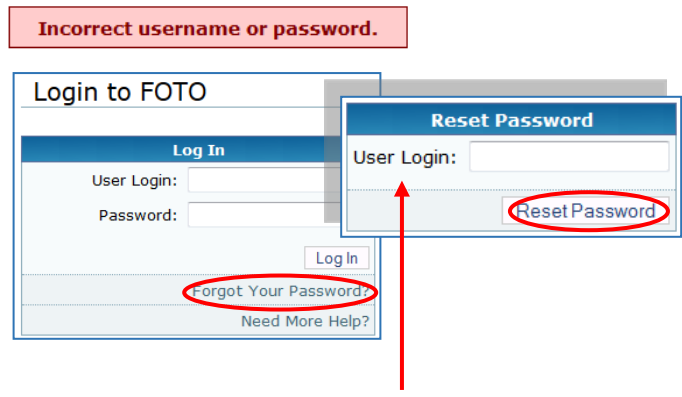 Incorrect username or password.
Login to FOTO
Log In
User Login:
Password:
Log In
Forgot Your Password?
Need More Help?
Reset Password
User Login:
Reset Password